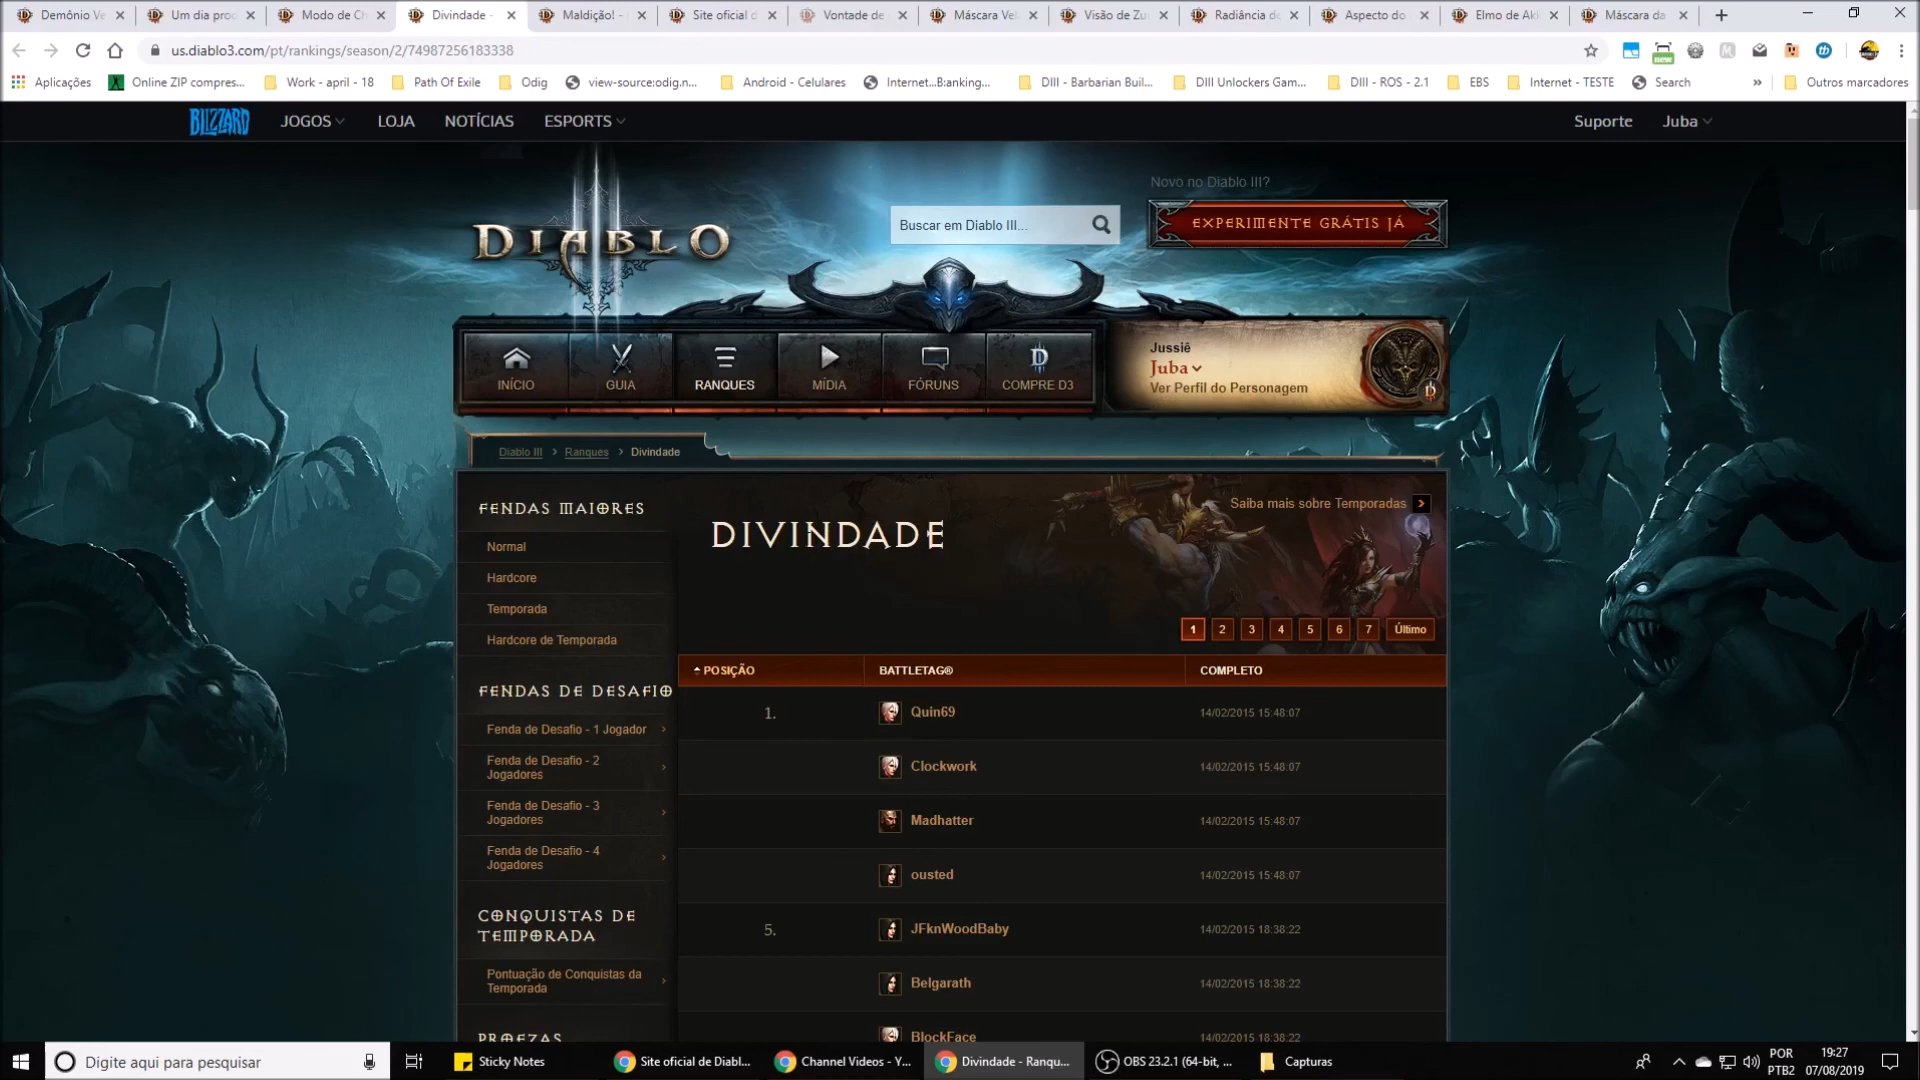 Demônio Ve
Um dia proc
Modo de Ch
Divindade -
Maldição! -
Site oficial d
Vontade de
Máscara Vel
Visão de Zu
Radiância de
Aspecto do
Elmo de Ak
Máscara da
us.diablo3.com/pt/rankings/season/2/74987256183338
Aplicações
Online ZIP compres...
Work - april - 18
Path Of Exile
Odig
view-source:odig.n...
Android - Celulares
Internet...B:anking,...
DIII - Barbarian Buil...
DIII Unlockers Gam...
DIII - ROS - 2.1
EBS
Internet - TESTE
Search
»
Outros marcadores
BLIZZARD
JOGOS
LOJA
NOTÍCIAS
ESPORTS
Suporte
Juba
DIABLO
Buscar em Diablo III...
Novo no Diablo III?
EXPERIMENTE GRÁTIS JÁ
INÍCIO
GUIA
RANQUES
MÍDIA
FÓRUNS
COMPRE D3
Jussiê
Juba
Ver Perfil do Personagem
Diablo III > Ranques > Divindade
FENDAS MAIORES
Normal
Hardcore
Temporada
Hardcore de Temporada
FENDAS DE DESAFIO
Fenda de Desafio - 1 Jogador
Fenda de Desafio - 2
Jogadores
Fenda de Desafio - 3
Jogadores
Fenda de Desafio - 4
Jogadores
CONQUISTAS DE
TEMPORADA
Pontuação de Conquistas da
Temporada
PROEZAS
Saiba mais sobre Temporadas
DIVINDADE
1 2 3 4 5 6 7 Último
POSIÇÃO BATTLETAG® COMPLETO
1. Quin69 14/02/2015 15:48:07
Clockwork 14/02/2015 15:48:07
Madhatter 14/02/2015 15:48:07
ousted 14/02/2015 15:48:07
5. JFknWoodBaby 14/02/2015 18:38:22
Belgarath 14/02/2015 18:38:22
BlockFace 14/02/2015 18:38:22
Digite aqui para pesquisar
Sticky Notes
Site oficial de Diabl...
Channel Videos - Y...
Divindade - Ranqu...
OBS 23.2.1 (64-bit, ...
Capturas
POR
PTB2
19:27
07/08/2019